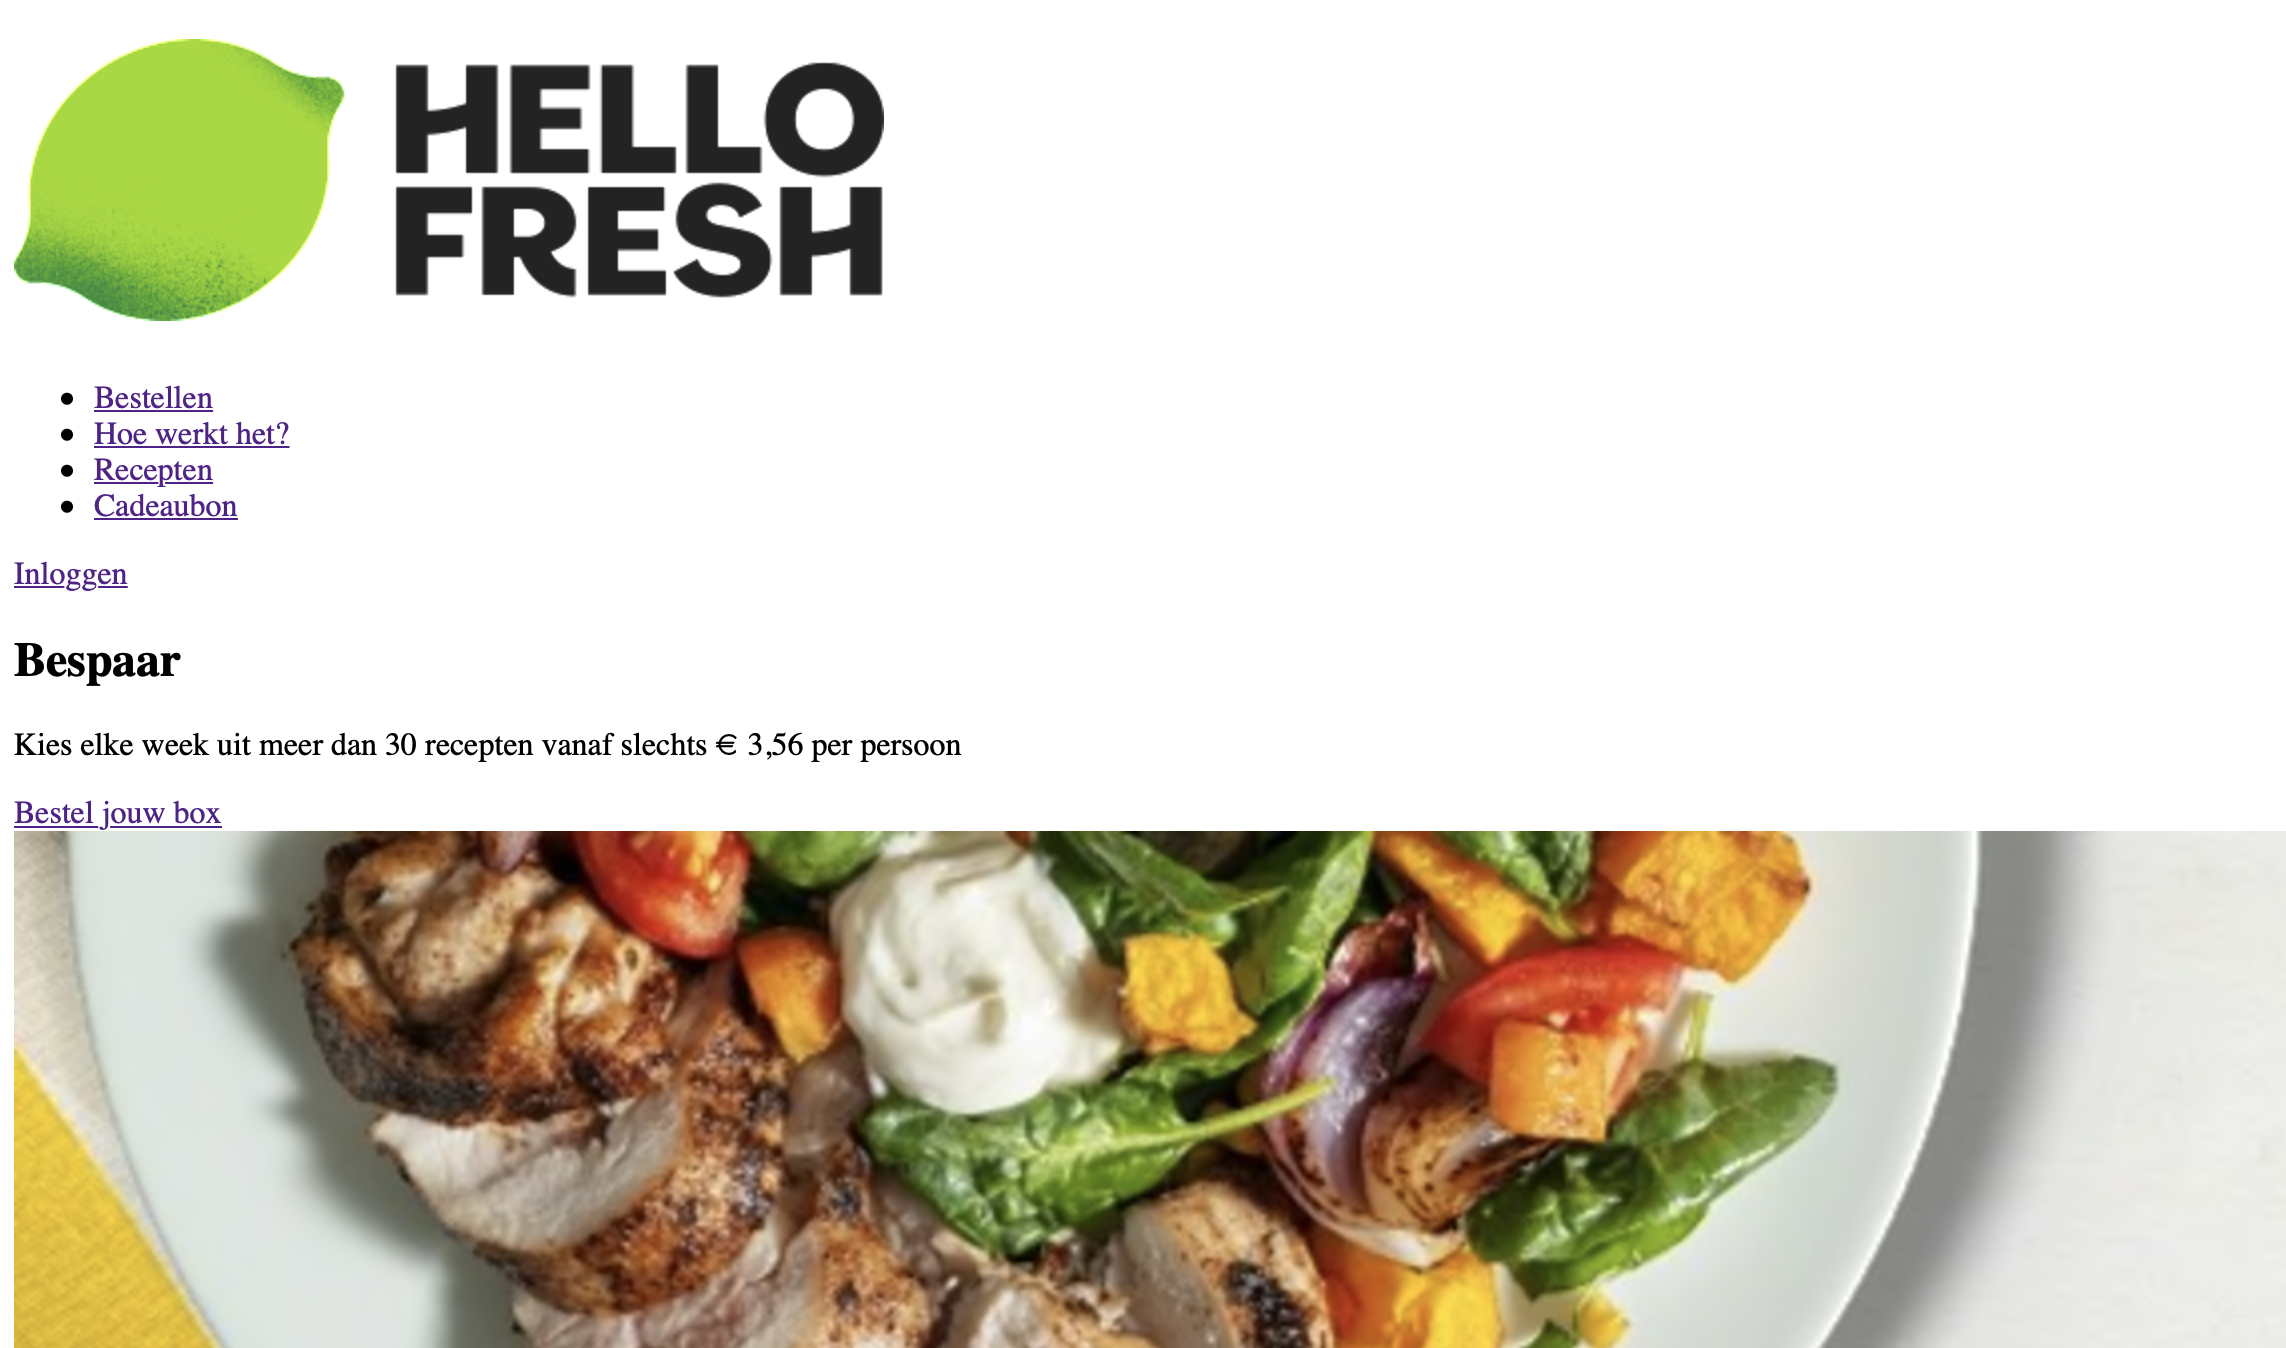 HELLO
FRESH
Bestellen
Hoe werkt het?
Recepten
Cadeaubon
Inloggen
Bespaar
Kies elke week uit meer dan 30 recepten vanaf slechts € 3,56 per persoon
Bestel jouw box